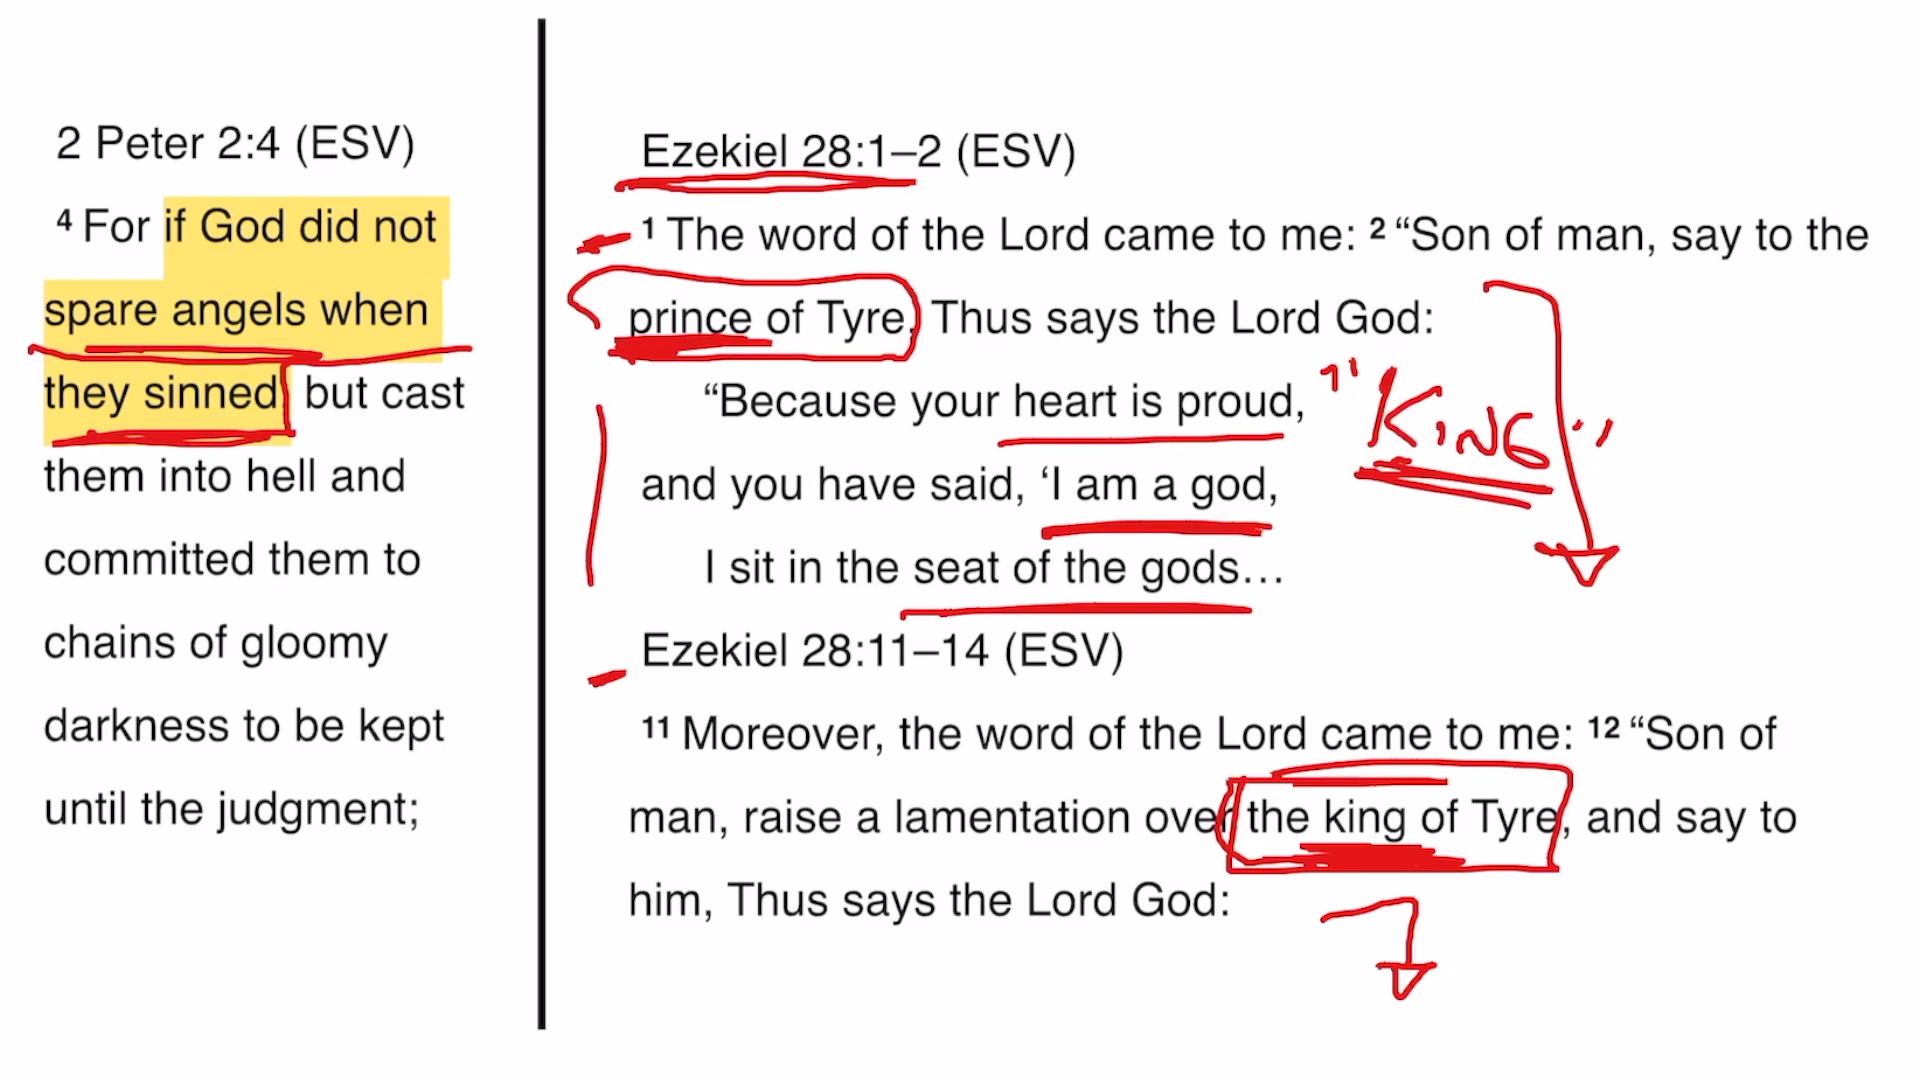 2 Peter 2:4 (ESV)
4 For if God did not
spare angels when
they sinned, but cast
them into hell and
committed them to
chains of gloomy
darkness to be kept
until the judgment;
Ezekiel 28:1–2 (ESV)
1 The word of the Lord came to me: 2 “Son of man, say to the
prince of Tyre, Thus says the Lord God:
“Because your heart is proud,
"KING"
and you have said, ‘I am a god,
I sit in the seat of the gods…
Ezekiel 28:11–14 (ESV)
11 Moreover, the word of the Lord came to me: 12 “Son of
man, raise a lamentation over the king of Tyre, and say to
him, Thus says the Lord God: